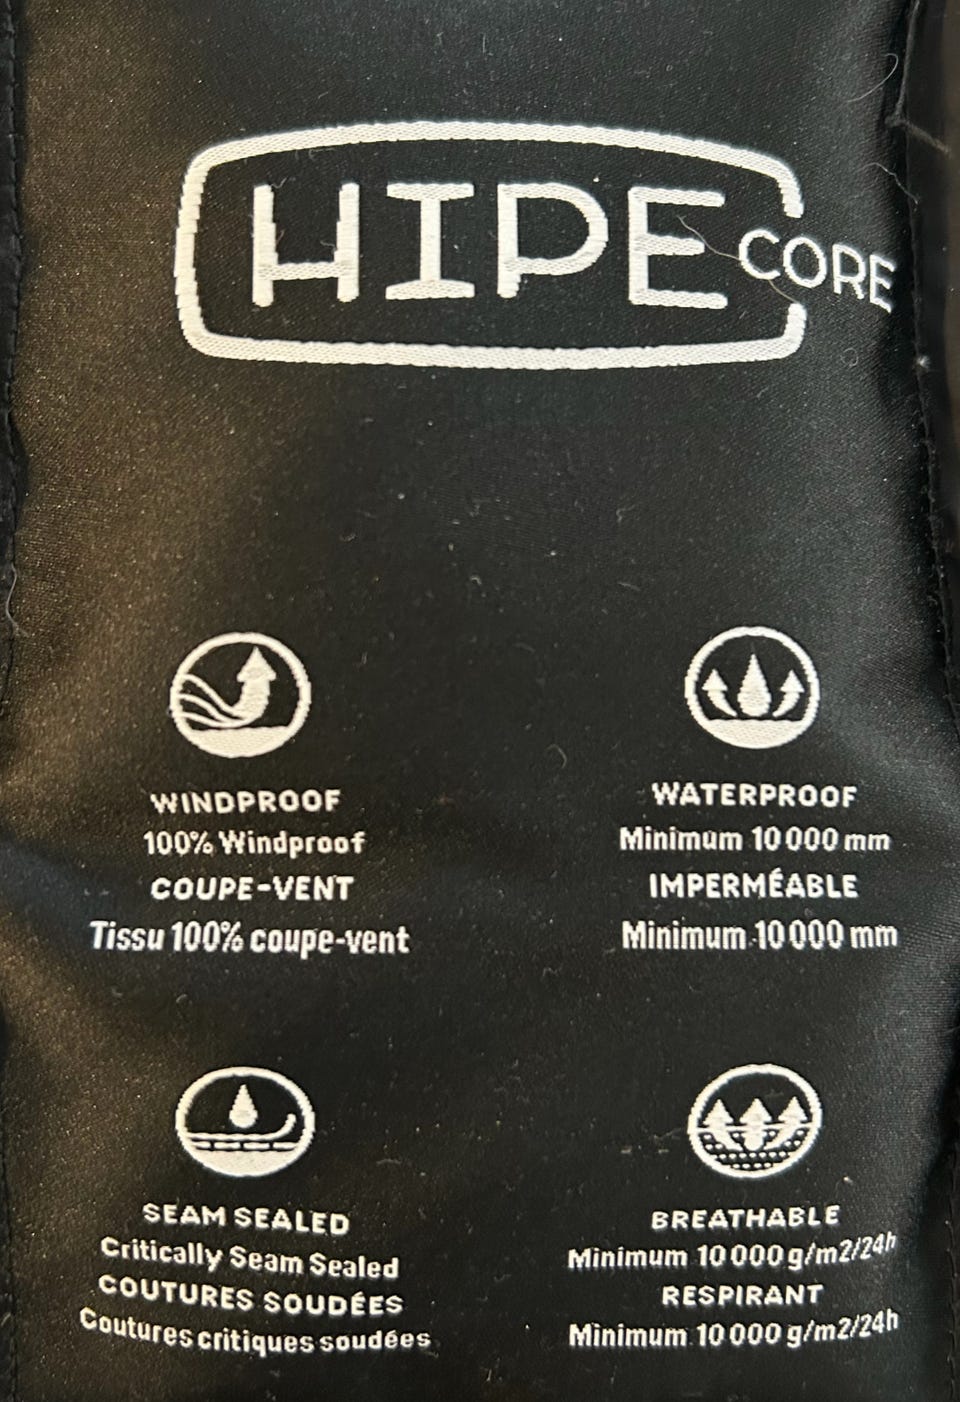 HIPE CORE
WINDPROOF
100% Windproof
COUPE-VENT
Tissu 100% coupe-vent
WATERPROOF
Minimum 10 000 mm
IMPERMÉABLE
Minimum 10 000 mm
SEAM SEALED
Critically Seam Sealed
COUTURES SOUDÉES
Coutures critiques soudées
BREATHABLE
Minimum 10 000 g/m2/24h
RESPIRANT
Minimum 10 000 g/m2/24h